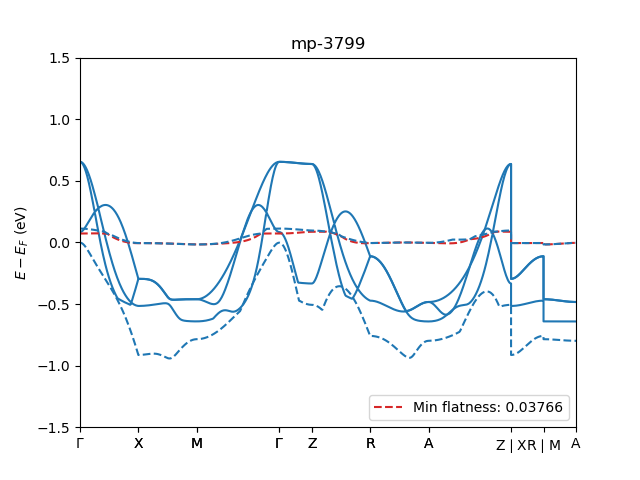 mp-3799
E − E_F (eV)
1.5
1.0
0.5
0.0
−0.5
−1.0
−1.5
Min flatness: 0.03766
Γ X M Γ Z R A Z | XR | M A